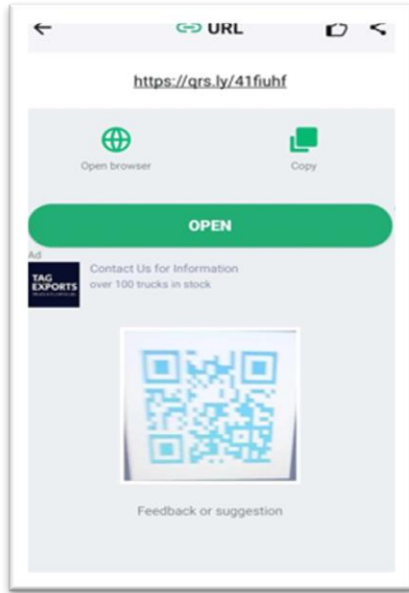 URL
https://qrs.ly/41fiuhf
Open browser
Copy
OPEN
Ad
TAG
EXPORTS
Contact Us for Information
over 100 trucks in stock
Feedback or suggestion